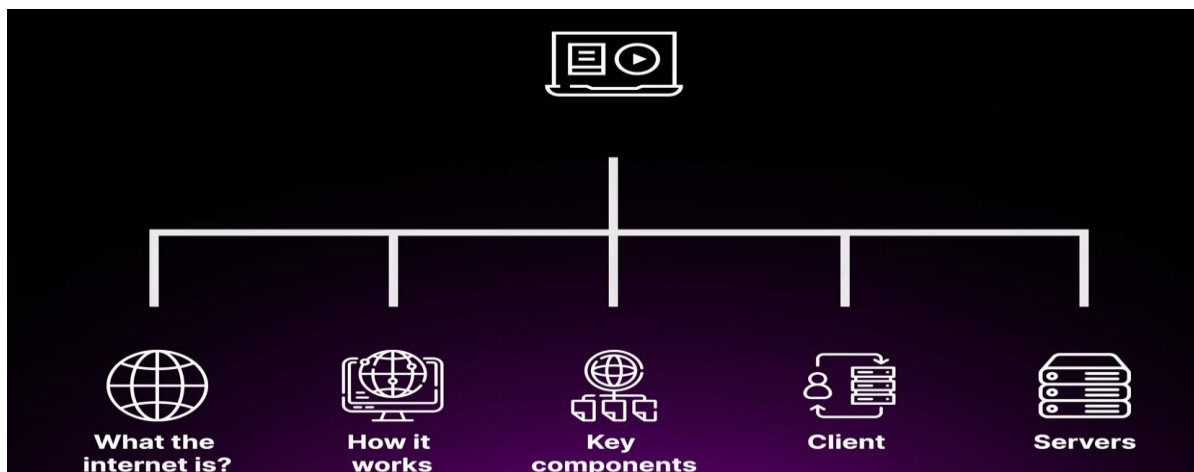 What the
internet is?
How it
works
Key
components
Client
Servers